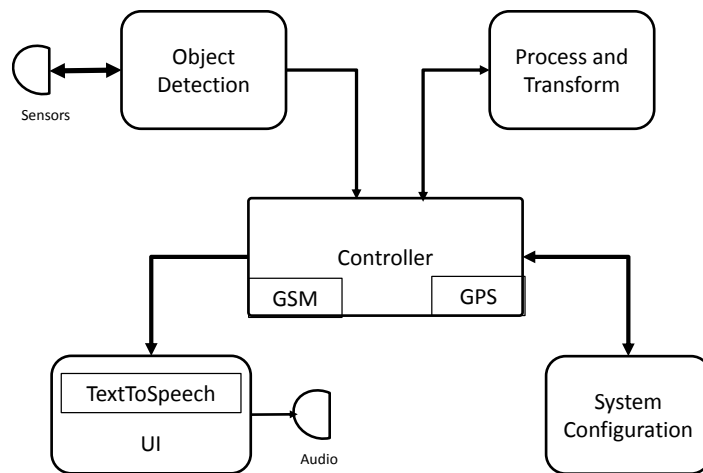 Object
Detection
Process and
Transform
Sensors
Controller
GSM
GPS
TextToSpeech
UI
Audio
System
Configuration